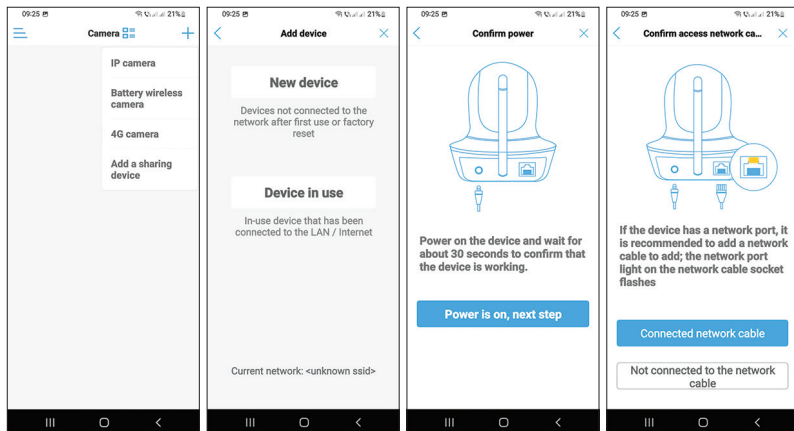 09:25
21%
Camera
IP camera
Battery wireless
camera
4G camera
Add a sharing
device
09:25
21%
Add device
New device
Devices not connected to the
network after first use or factory
reset
Device in use
In-use device that has been
connected to the LAN / Internet
Current network: <unknown ssid>
09:25
21%
Confirm power
Power on the device and wait for
about 30 seconds to confirm that
the device is working.
Power is on, next step
09:25
21%
Confirm access network ca...
If the device has a network port, it
is recommended to add a network
cable to add; the network port
light on the network cable socket
flashes
Connected network cable
Not connected to the network
cable